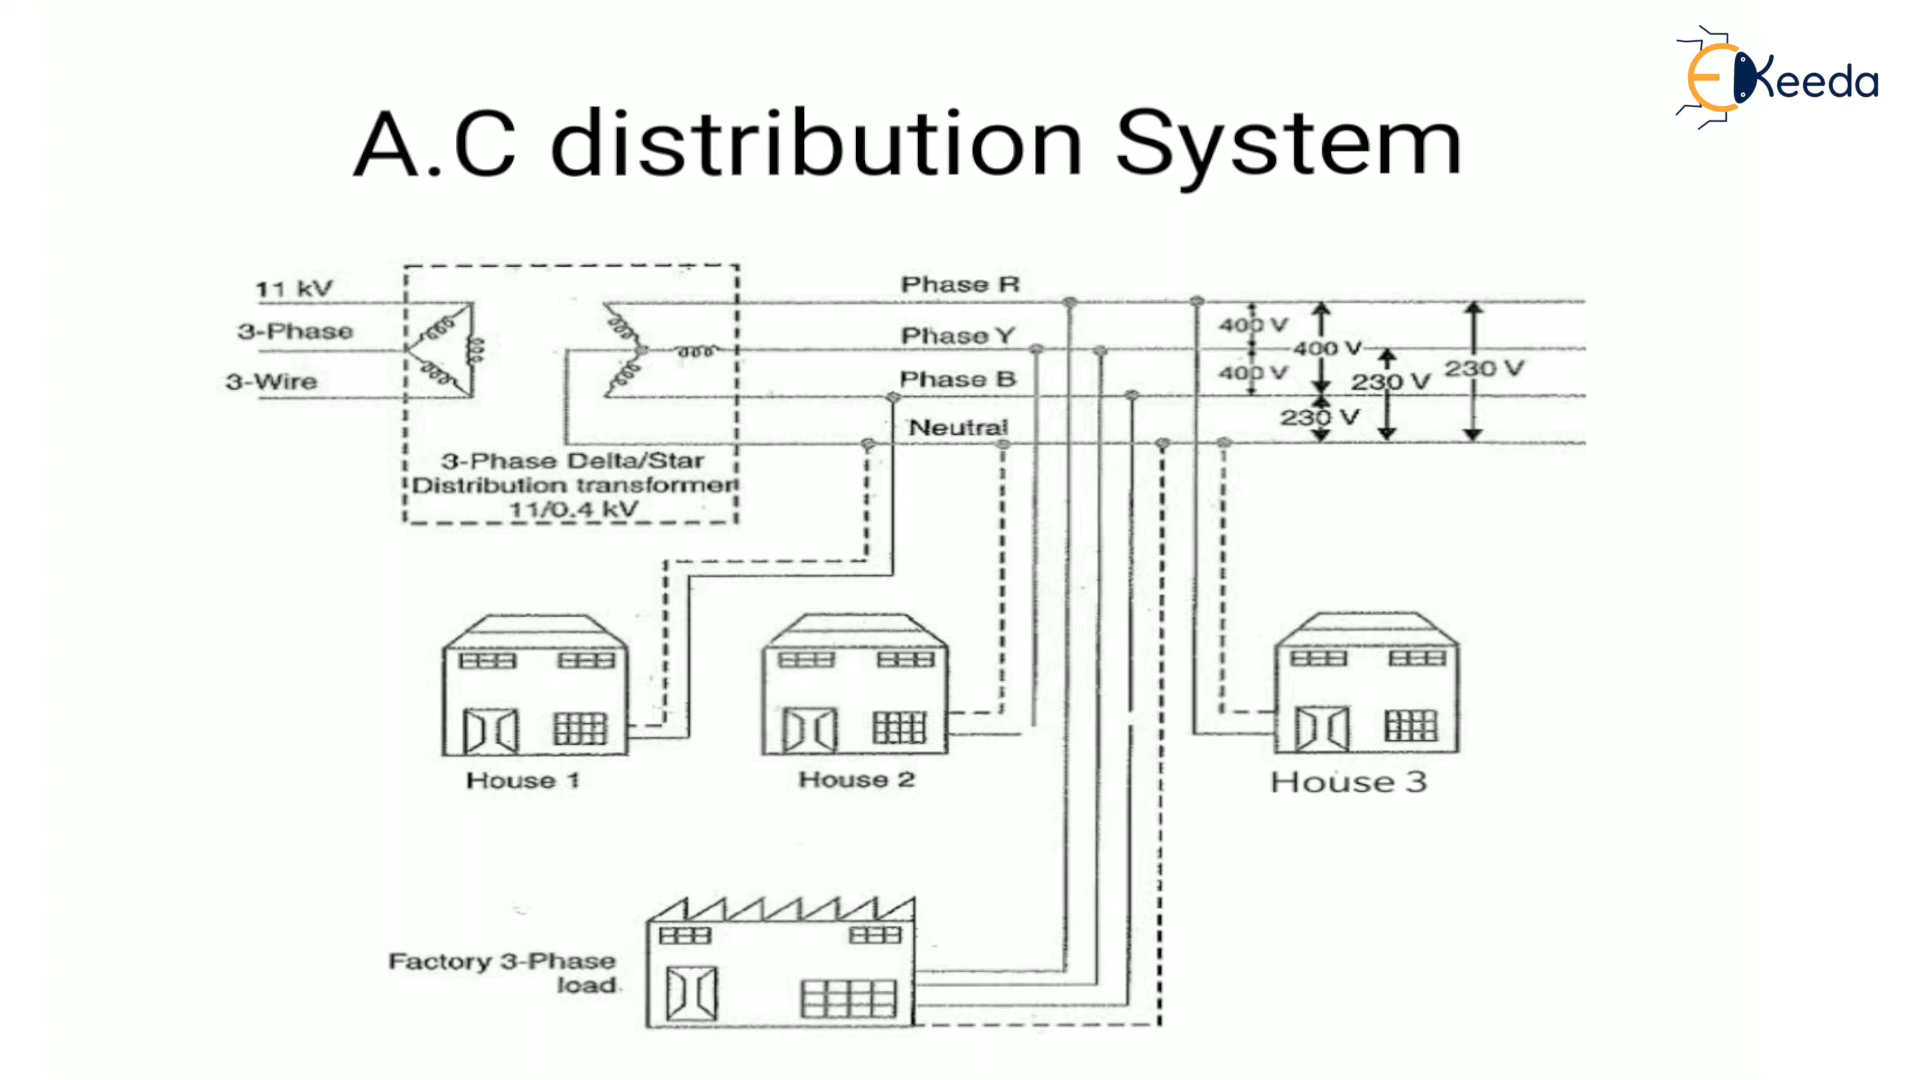 EKeeda
A.C distribution System
11 kV
3-Phase
3-Wire
3-Phase Delta/Star
Distribution transformer
11/0.4 kV
Phase R
Phase Y
Phase B
Neutral
400 V
400 V
400 V
230 V
230 V
230 V
House 1
House 2
House 3
Factory 3-Phase
load